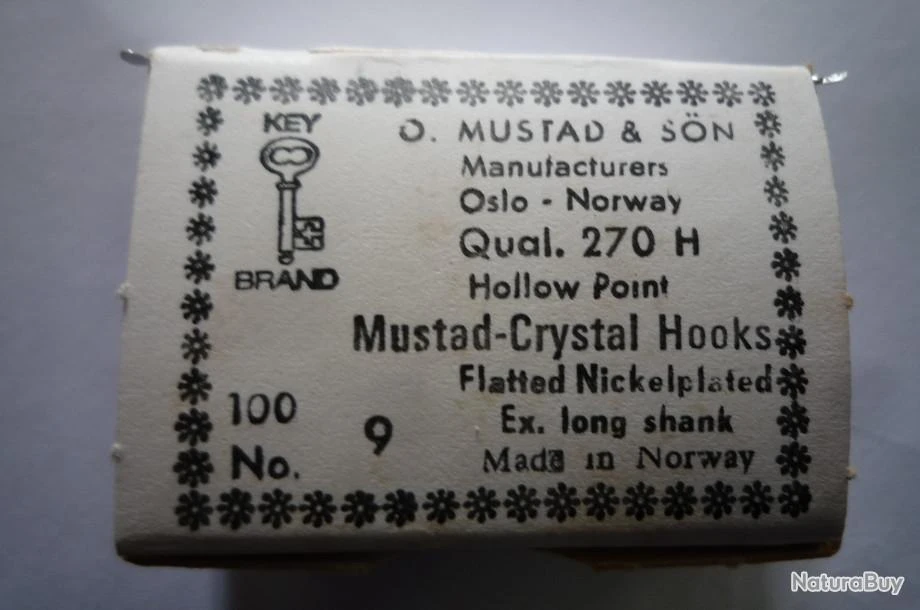 KEY
BRAND
O. MUSTAD & SÖN
Manufacturers
Oslo - Norway
Qual. 270 H
Hollow Point
Mustad-Crystal Hooks
Flatted Nickelplated
Ex. long shank
Made in Norway
100
No. 9
NaturaBuy